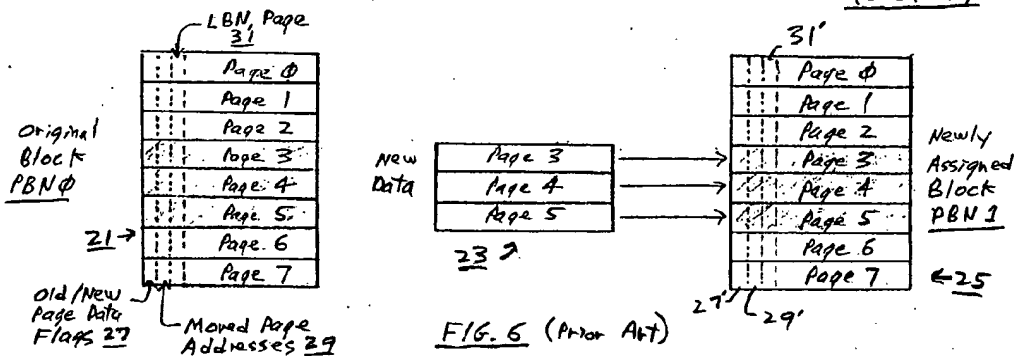 LBN, Page
31
Page 0
Page 1
Page 2
Page 3
Page 4
Page 5
Page 6
Page 7
Original
Block
PBN0
21
Old/New
Page Data
Flags 27
Moved Page
Addresses 29
New
Data
Page 3
Page 4
Page 5
23
FIG. 6 (Prior Art)
31'
Page 0
Page 1
Page 2
Page 3
Page 4
Page 5
Page 6
Page 7
Newly
Assigned
Block
PBN1
25
27'
29'